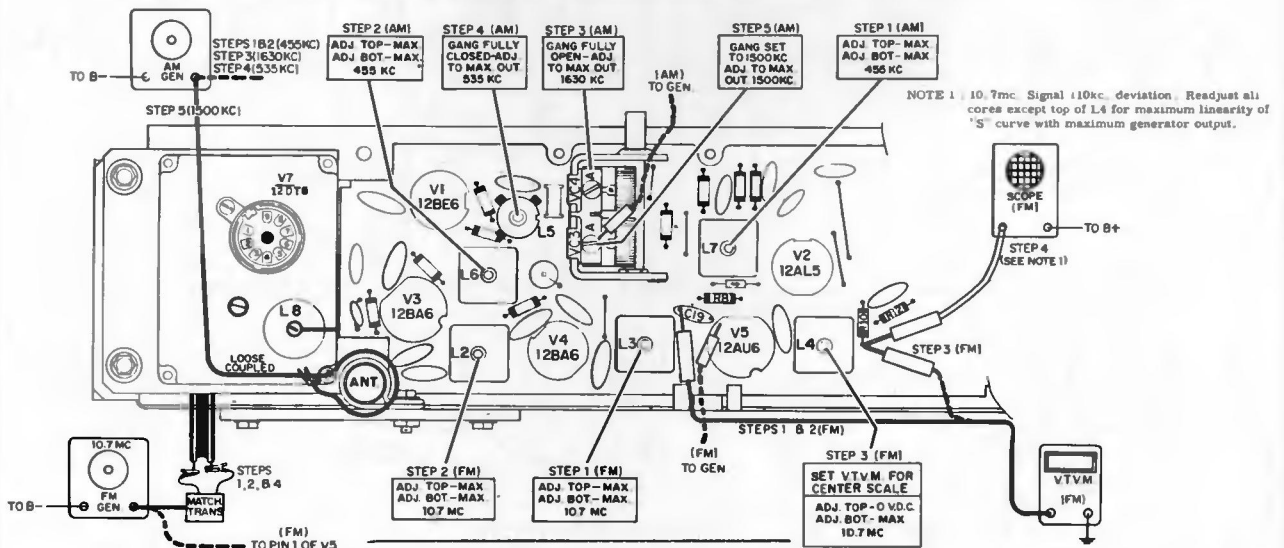 STEP 2 (AM)
ADJ. TOP-MAX.
ADJ. BOT-MAX.
455 KC
STEP 4 (AM)
GANG FULLY
CLOSED-ADJ.
TO MAX OUT
535 KC
STEP 3 (AM)
GANG FULLY
OPEN-ADJ
TO MAX OUT
1630 KC
STEP 5 (AM)
GANG SET
TO 1500KC
ADJ TO MAX
OUT 1500KC
STEP 1 (AM)
ADJ. TOP-MAX
ADJ BOT-MAX
455 KC
AM
GEN
TO B-
STEPS 1 & 2 (455KC)
STEP 3 (1630KC)
STEP 4 (535KC)
STEP 5 (1500KC)
(AM)
TO GEN.
NOTE 1 10.7mc Signal 110kc deviation. Readjust all
cores except top of L4 for maximum linearity of
"S" curve with maximum generator output.
SCOPE
(FM)
TO B+
STEP 4
(SEE NOTE 1)
V7
12DT8
V1
12BE6
L5
VC4
A
VC3
A
L7
V2
12AL5
L6
V3
12BA6
L8
LOOSE
COUPLED
ANT.
L2
V4
12BA6
L3
C19
V5
12AU6
L4
R12
STEP 3 (FM)
STEPS 1 & 2 (FM)
(FM)
TO GEN
10.7 MC
FM
GEN.
TO B-
STEPS
1, 2, & 4
MATCH.
TRANS
(FM)
TO PIN 1 OF V5
STEP 2 (FM)
ADJ. TOP-MAX
ADJ. BOT.-MAX.
10.7 MC
STEP 1 (FM)
ADJ. TOP-MAX
ADJ. BOT-MAX.
10.7 MC
STEP 3 (FM)
SET V.T.V.M. FOR
CENTER SCALE
ADJ. TOP-0 V.D.C.
ADJ. BOT-MAX
10.7 MC
V.T.V.M.
(FM)